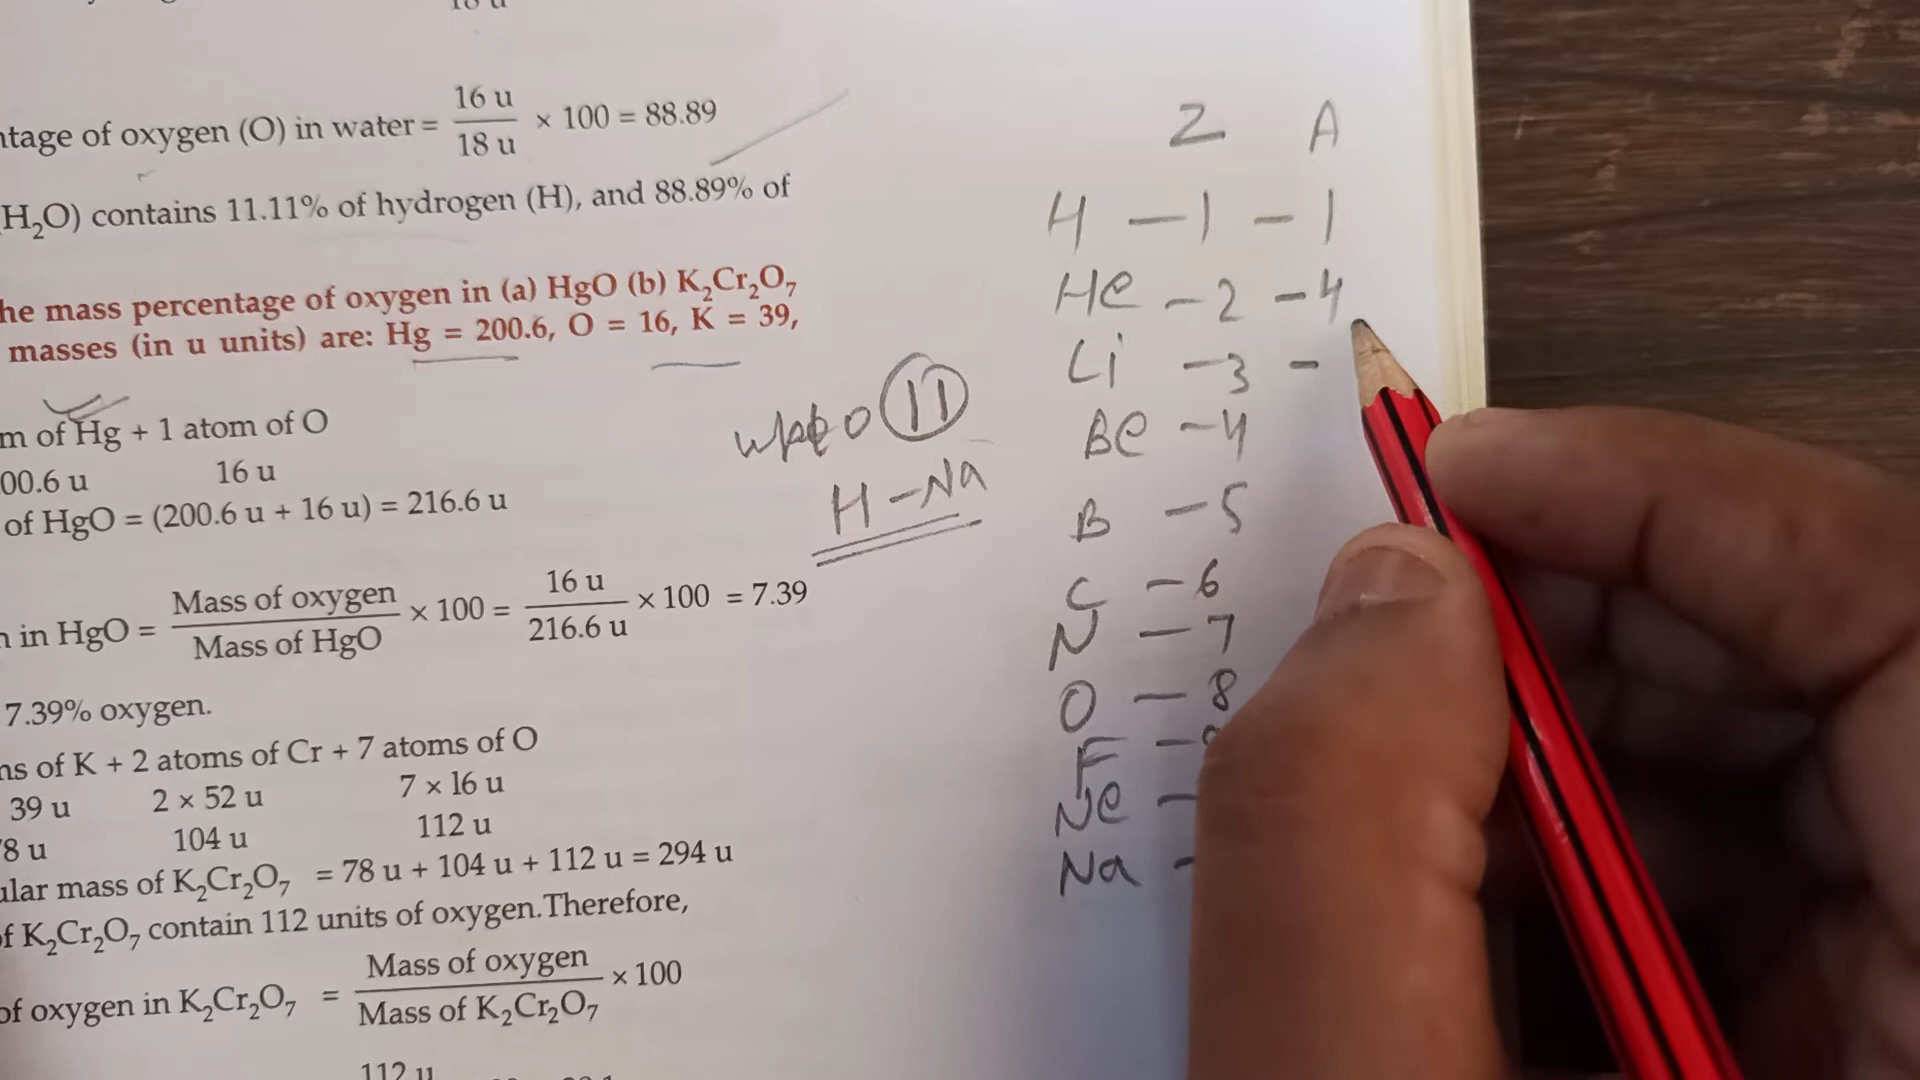 18 u
ntage of oxygen (O) in water = 16 u / 18 u × 100 = 88.89
(H₂O) contains 11.11% of hydrogen (H), and 88.89% of
he mass percentage of oxygen in (a) HgO (b) K₂Cr₂O₇
masses (in u units) are: Hg = 200.6, O = 16, K = 39,
m of Hg + 1 atom of O
00.6 u 16 u
of HgO = (200.6 u + 16 u) = 216.6 u
n in HgO = Mass of oxygen / Mass of HgO × 100 = 16 u / 216.6 u × 100 = 7.39
7.39% oxygen.
ns of K + 2 atoms of Cr + 7 atoms of O
39 u 2 × 52 u 7 × 16 u
78 u 104 u 112 u
ular mass of K₂Cr₂O₇ = 78 u + 104 u + 112 u = 294 u
of K₂Cr₂O₇ contain 112 units of oxygen.Therefore,
of oxygen in K₂Cr₂O₇ = Mass of oxygen / Mass of K₂Cr₂O₇ × 100
112 u
11
H - Na
Z A
H - 1 - 1
He - 2 - 4
Li - 3 -
Be - 4
B - 5
C - 6
N - 7
O - 8
F -
Ne -
Na -